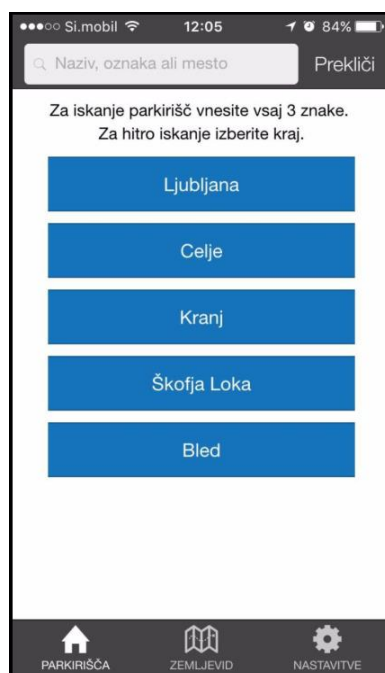 Si.mobil 12:05 84%
Naziv, oznaka ali mesto Prekliči
Za iskanje parkirišč vnesite vsaj 3 znake.
Za hitro iskanje izberite kraj.
Ljubljana
Celje
Kranj
Škofja Loka
Bled
PARKIRIŠČA ZEMLJEVID NASTAVITVE